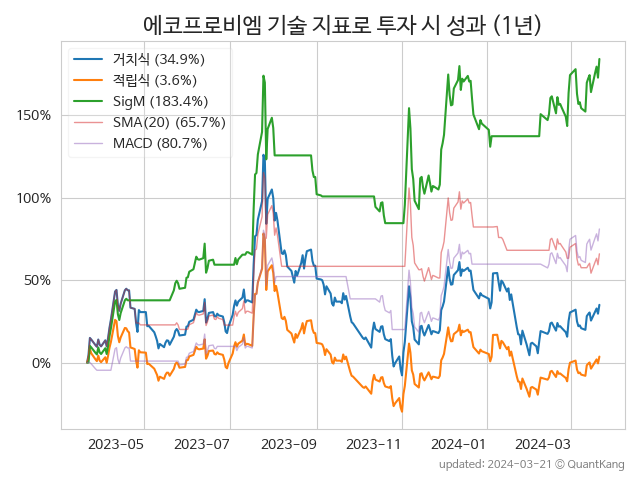 에코프로비엠 기술 지표로 투자 시 성과 (1년)
거치식 (34.9%)
적립식 (3.6%)
SigM (183.4%)
SMA(20) (65.7%)
MACD (80.7%)
150%
100%
50%
0%
2023-05 2023-07 2023-09 2023-11 2024-01 2024-03
updated: 2024-03-21 © QuantKang